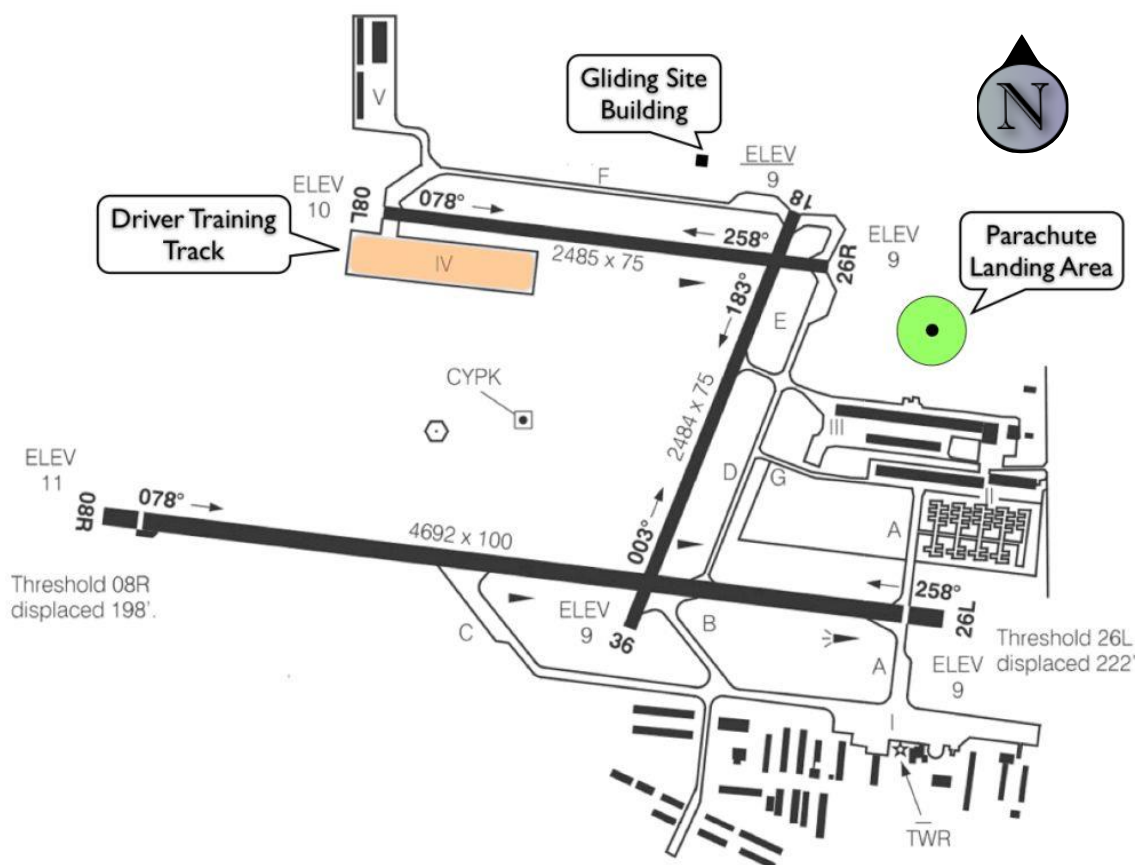 N
Gliding Site
Building
V
ELEV
9
F
ELEV
10
08L
078°
18
Driver Training
Track
258°
ELEV
9
Parachute
Landing Area
2485 x 75
26R
IV
183°
E
CYPK
2484 x 75
III
ELEV
11
D
G
II
08R
078°
A
4692 x 100
003°
258°
Threshold 08R
displaced 198'.
ELEV
9
36
B
C
26L
Threshold 26L
displaced 222'
A
ELEV
9
I
TWR